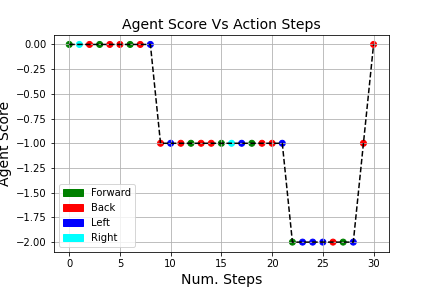 Agent Score Vs Action Steps
0.00
−0.25
−0.50
−0.75
−1.00
−1.25
−1.50
−1.75
−2.00
Agent Score
Forward
Back
Left
Right
0 5 10 15 20 25 30
Num. Steps